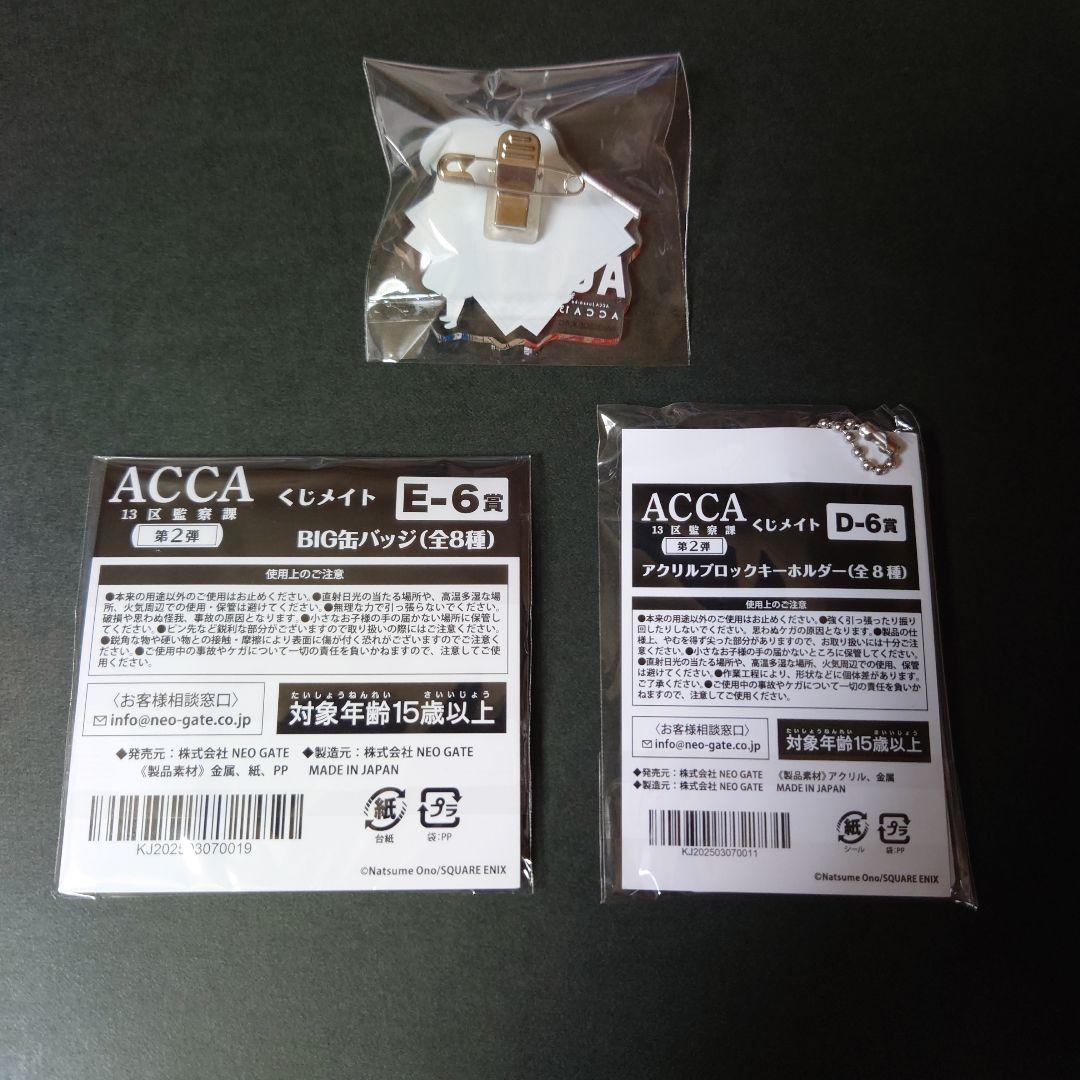 ACCA 13
ACCA
13区監察課
第2弾
くじメイト
E-6賞
BIG缶バッジ(全8種)
使用上のご注意
●本来の用途以外のご使用はお止めください。●直射日光の当たる場所や、高温多湿な場
所、火気周辺での使用・保管は避けてください。●無理な力で引っ張らないでください。
破損や思わぬ怪我、事故の原因となります。●小さなお子様の手の届かない場所に保管し
てください。●ピン先など鋭利な部分がございますので取り扱いの際にはご注意ください。
●鋭角な物や硬い物との接触・摩擦により表面に傷が付く恐れがございますのでご注意く
ださい。●ご使用中の事故やケガについて一切の責任を負いかねますので、注意してご使
用ください。
〈お客様相談窓口〉
info@neo-gate.co.jp
たいしょうねんれい さいいじょう
対象年齢15歳以上
◆発売元：株式会社 NEO GATE ◆製造元：株式会社 NEO GATE
《製品素材》金属、紙、PP MADE IN JAPAN
KJ202503070019
紙
台紙
プラ
袋:PP
©Natsume Ono/SQUARE ENIX
ACCA
13区監察課
第2弾
くじメイト
D-6賞
アクリルブロックキーホルダー(全8種)
使用上のご注意
●本来の用途以外のご使用はお止めください。●強く引っ張ったり振り
回したりしないでください。思わぬケガの原因となります。●製品の仕
様上、やむを得ず尖った部分がありますので、お取り扱いには十分ご注
意ください。●小さなお子様の手の届かないところに保管してください。
●直射日光の当たる場所や、高温多湿な場所、火気周辺での使用、保管
は避けてください。●作業工程により、形状などに個体差があります。
ご了承ください。●ご使用中の事故やケガについて一切の責任を負いか
ねますので、注意してご使用ください。
〈お客様相談窓口〉
info@neo-gate.co.jp
たいしょうねんれい さいいじょう
対象年齢15歳以上
◆発売元：株式会社 NEO GATE 《製品素材》アクリル、金属
◆製造元：株式会社 NEO GATE MADE IN JAPAN
KJ202503070011
紙
シール
プラ
袋:PP
©Natsume Ono/SQUARE ENIX